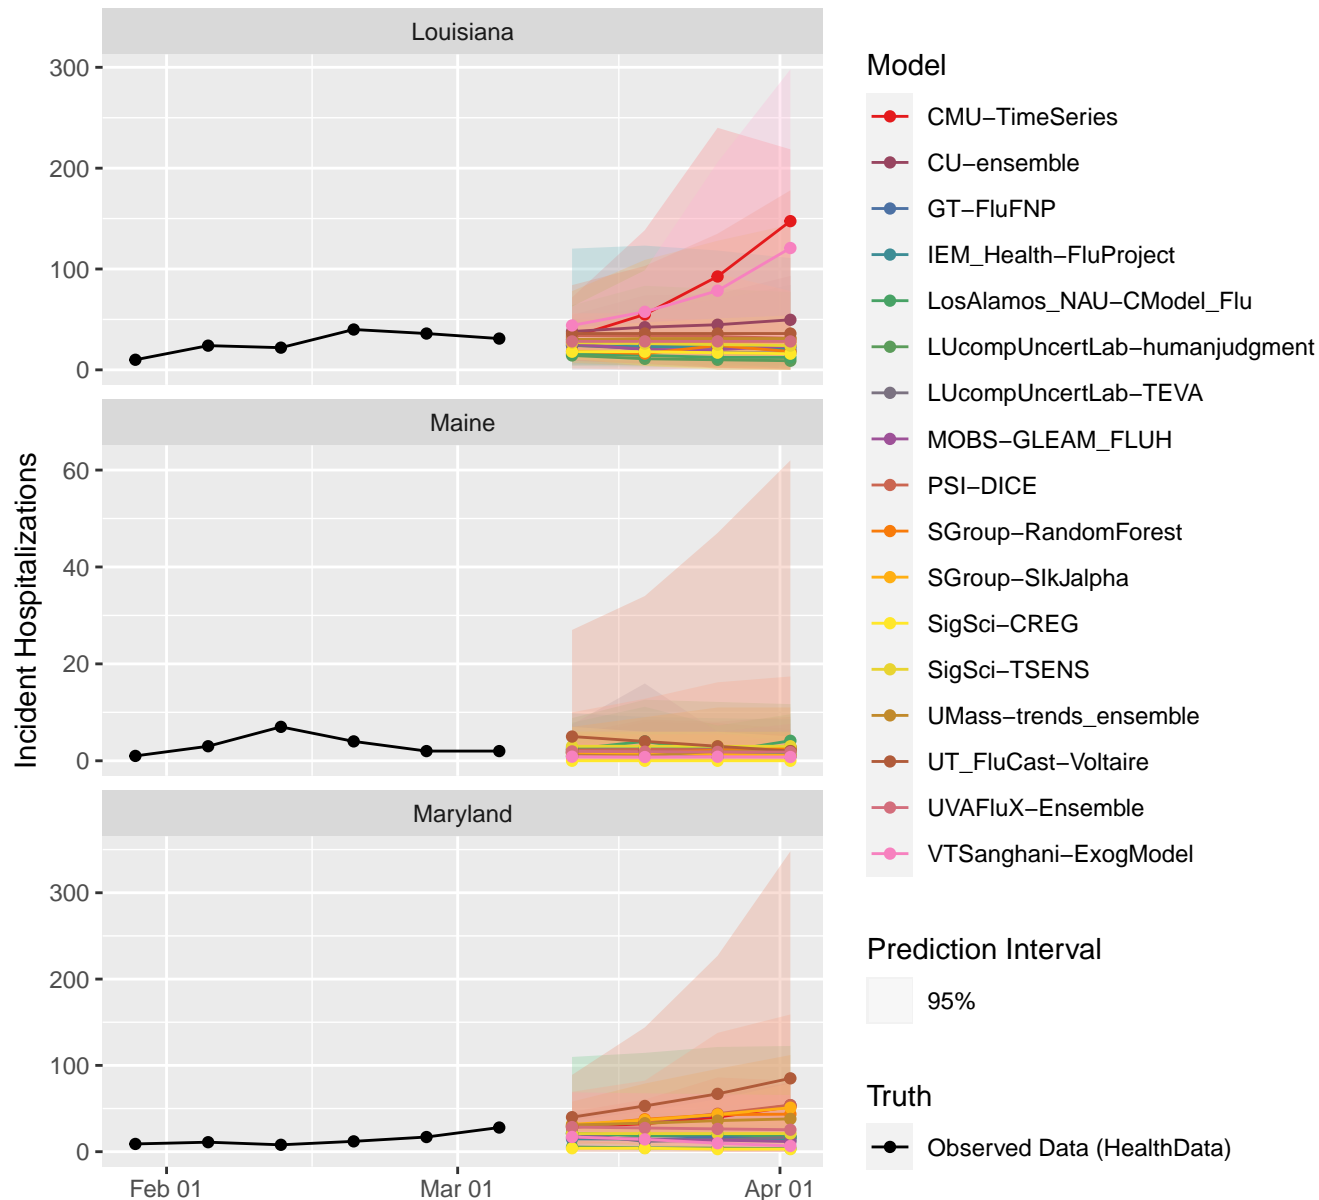 Louisiana
300
200
100
0
Maine
60
40
20
0
Maryland
300
200
100
0
Feb 01
Mar 01
Apr 01
Incident Hospitalizations
Model
CMU−TimeSeries
CU−ensemble
GT−FluFNP
IEM_Health−FluProject
LosAlamos_NAU−CModel_Flu
LUcompUncertLab−humanjudgment
LUcompUncertLab−TEVA
MOBS−GLEAM_FLUH
PSI−DICE
SGroup−RandomForest
SGroup−SIkJalpha
SigSci−CREG
SigSci−TSENS
UMass−trends_ensemble
UT_FluCast−Voltaire
UVAFluX−Ensemble
VTSanghani−ExogModel
Prediction Interval
95%
Truth
Observed Data (HealthData)